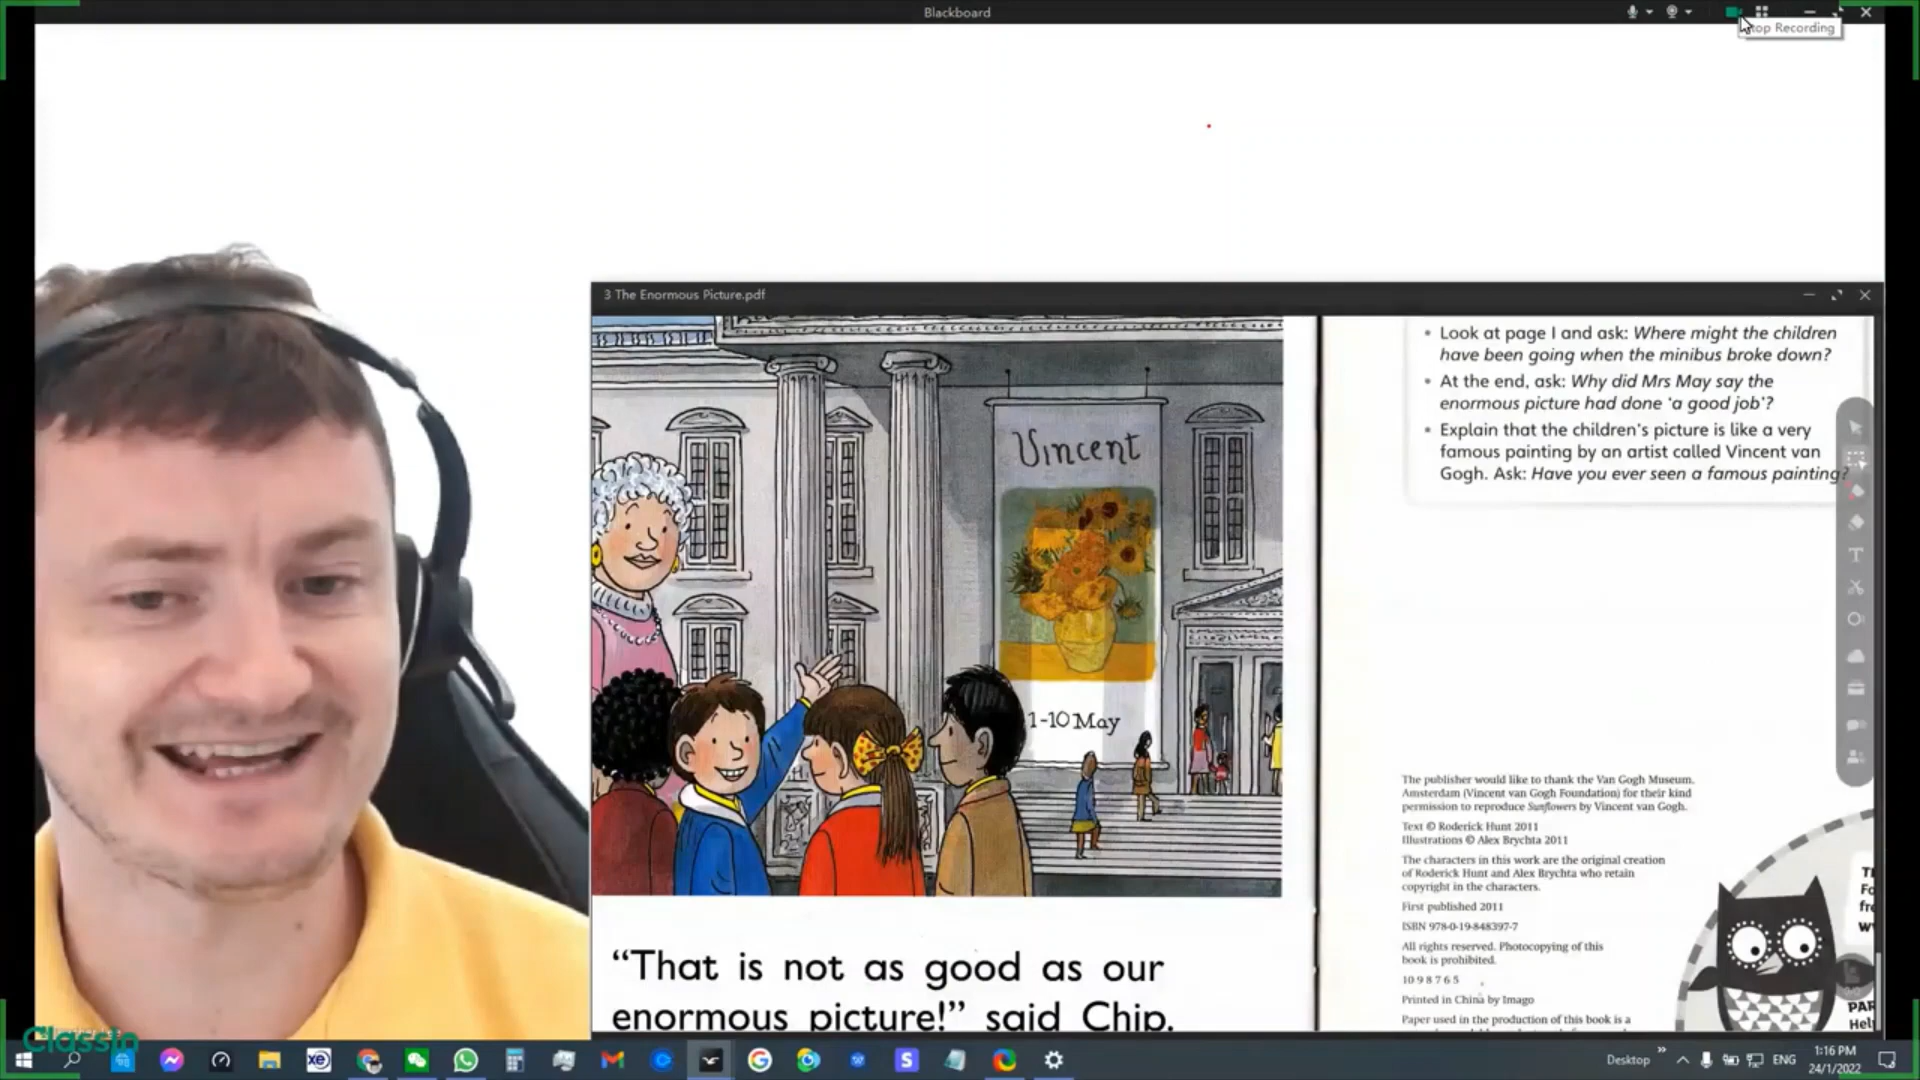 Blackboard
Stop Recording
3 The Enormous Picture.pdf
Vincent
1-10 May
"That is not as good as our
enormous picture!" said Chip.
• Look at page 1 and ask: Where might the children
have been going when the minibus broke down?
• At the end, ask: Why did Mrs May say the
enormous picture had done 'a good job'?
• Explain that the children's picture is like a very
famous painting by an artist called Vincent van
Gogh. Ask: Have you ever seen a famous painting?
The publisher would like to thank the Van Gogh Museum.
Amsterdam (Vincent van Gogh Foundation) for their kind
permission to reproduce Sunflowers by Vincent van Gogh.
Text © Roderick Hunt 2011
Illustrations © Alex Brychta 2011
The characters in this work are the original creation
of Roderick Hunt and Alex Brychta who retain
copyright in the characters.
First published 2011
ISBN 978-0-19-848397-7
All rights reserved. Photocopying of this
book is prohibited.
10 9 8 7 6 5
Printed in China by Imago
Paper used in the production of this book is a
Fo
fre
PAR
Hel
ClassIn
xe
S
Desktop
ENG
1:16 PM
24/1/2022